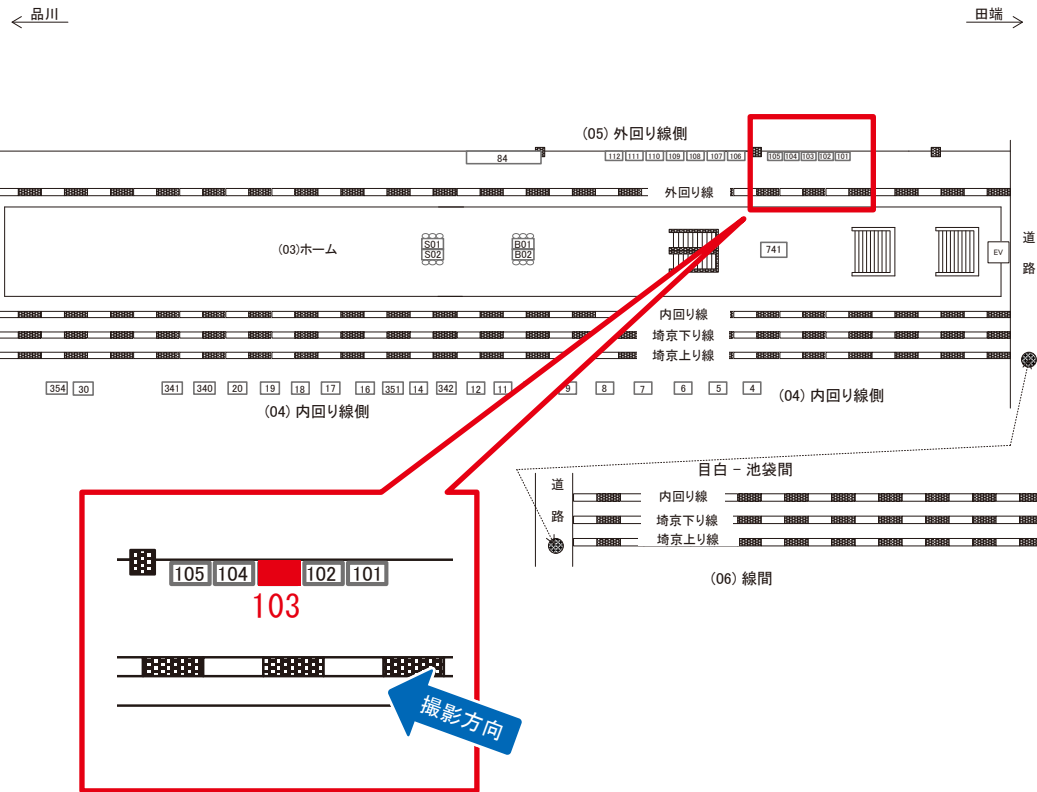 品川
田端
(05) 外回り線側
84
112 111 110 109 108 107 106 105 104 103 102 101
外回り線
(03)ホーム
S01
S02
B01
B02
741
EV
道路
内回り線
埼京下り線
埼京上り線
354 30 341 340 20 19 18 17 16 351 14 342 12 11 9 8 7 6 5 4
(04) 内回り線側
(04) 内回り線側
目白 – 池袋間
道路
内回り線
埼京下り線
埼京上り線
(06) 線間
105 104 102 101
103
撮影方向